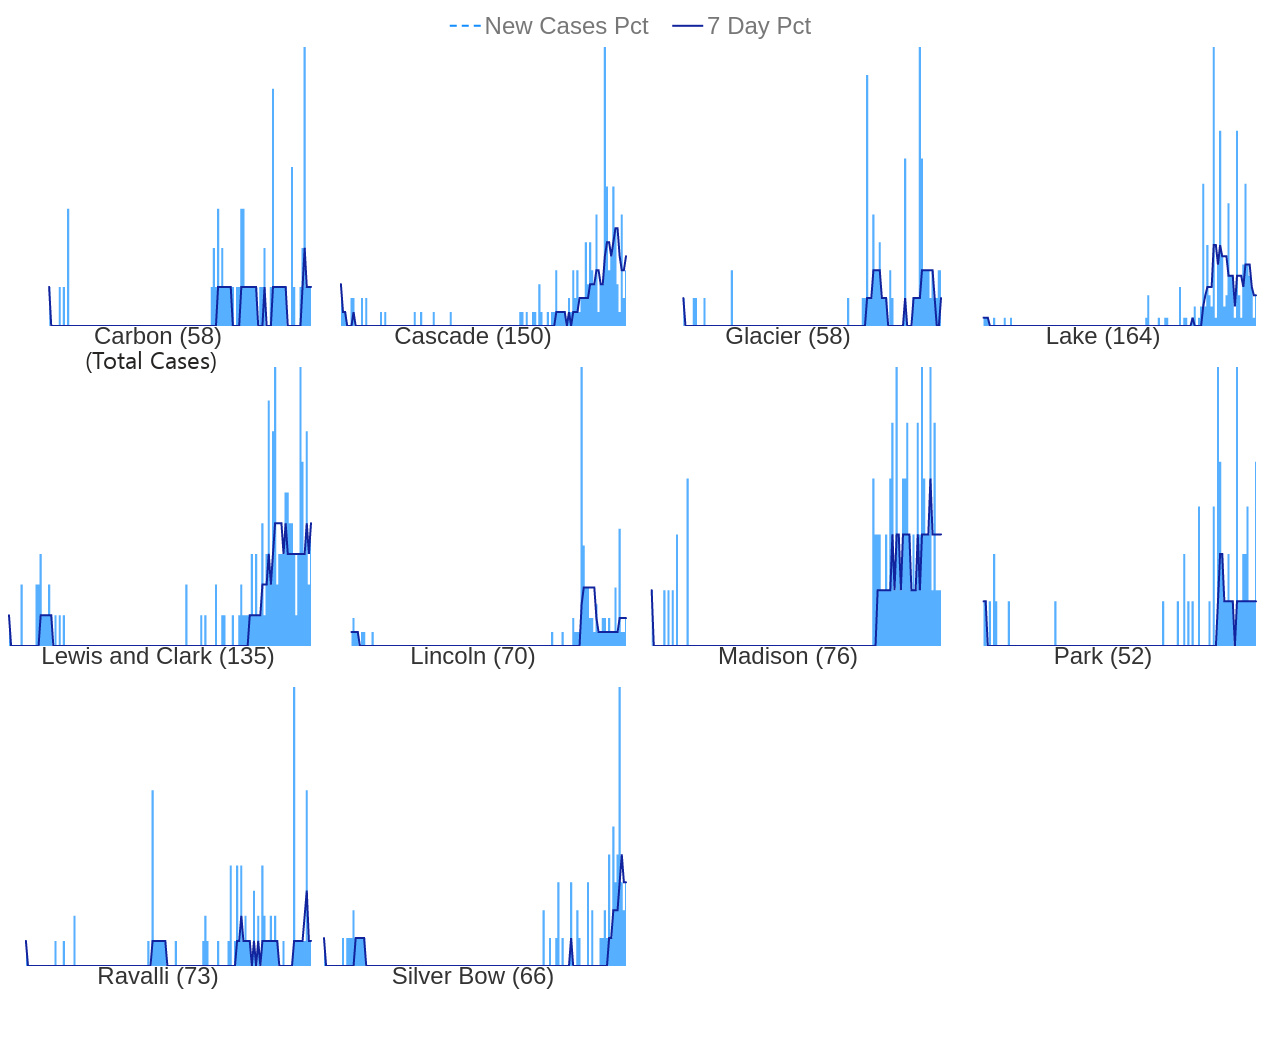 New Cases Pct 7 Day Pct
Carbon (58) Cascade (150) Glacier (58) Lake (164)
(Total Cases)
Lewis and Clark (135) Lincoln (70) Madison (76) Park (52)
Ravalli (73) Silver Bow (66)